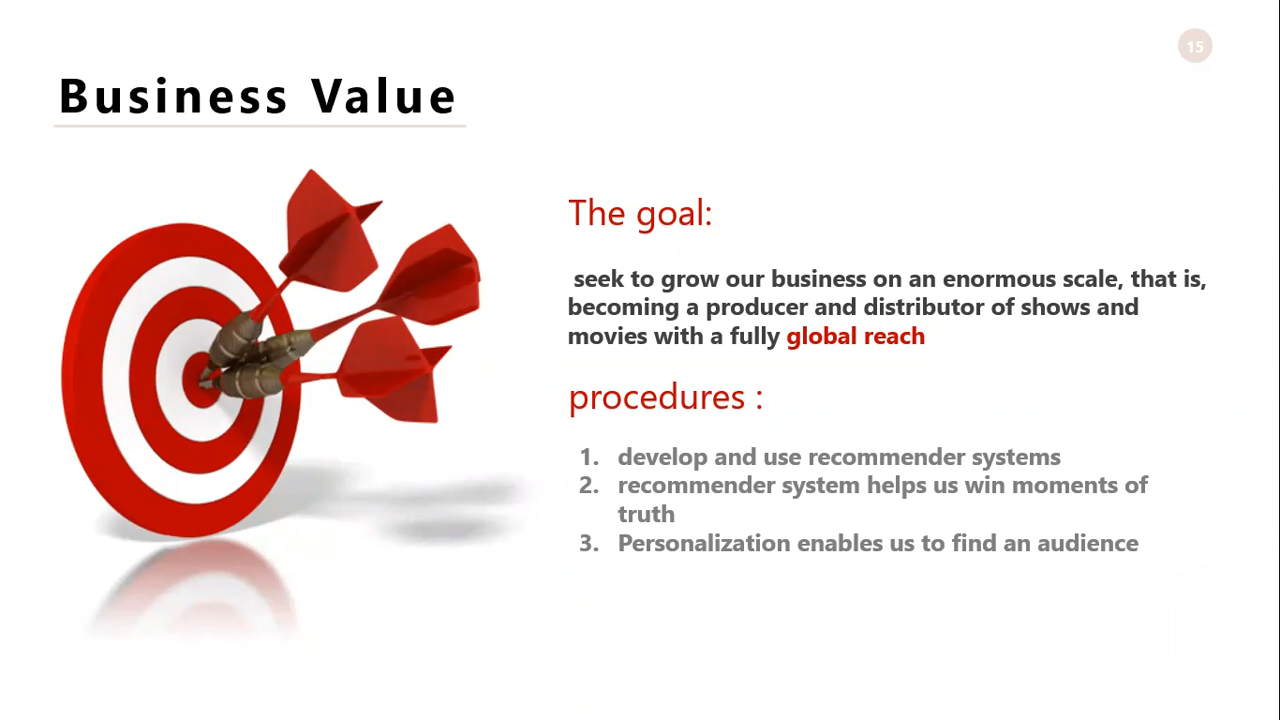 15
Business Value
The goal:
seek to grow our business on an enormous scale, that is,
becoming a producer and distributor of shows and
movies with a fully global reach
procedures :
1. develop and use recommender systems
2. recommender system helps us win moments of
truth
3. Personalization enables us to find an audience